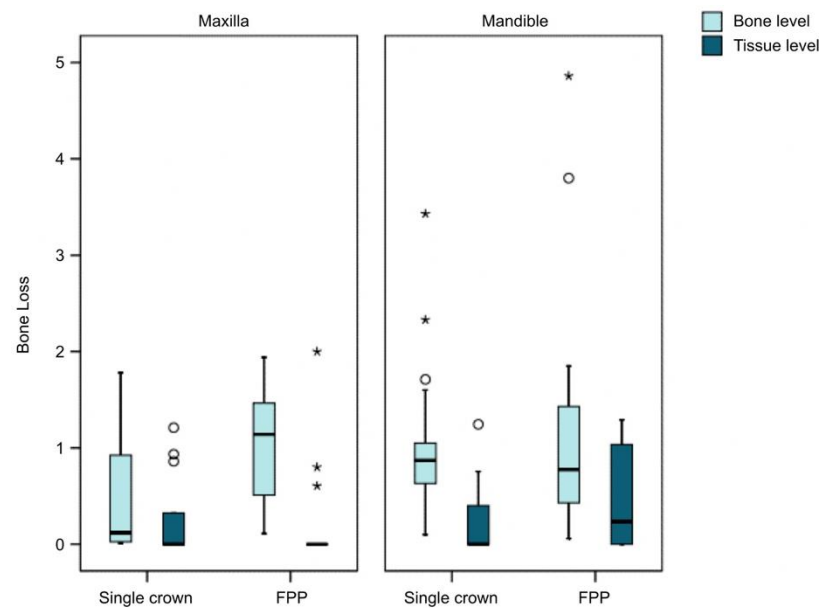 Maxilla
Mandible
Bone level
Tissue level
Bone Loss
5
4
3
2
1
0
Single crown
FPP
Single crown
FPP